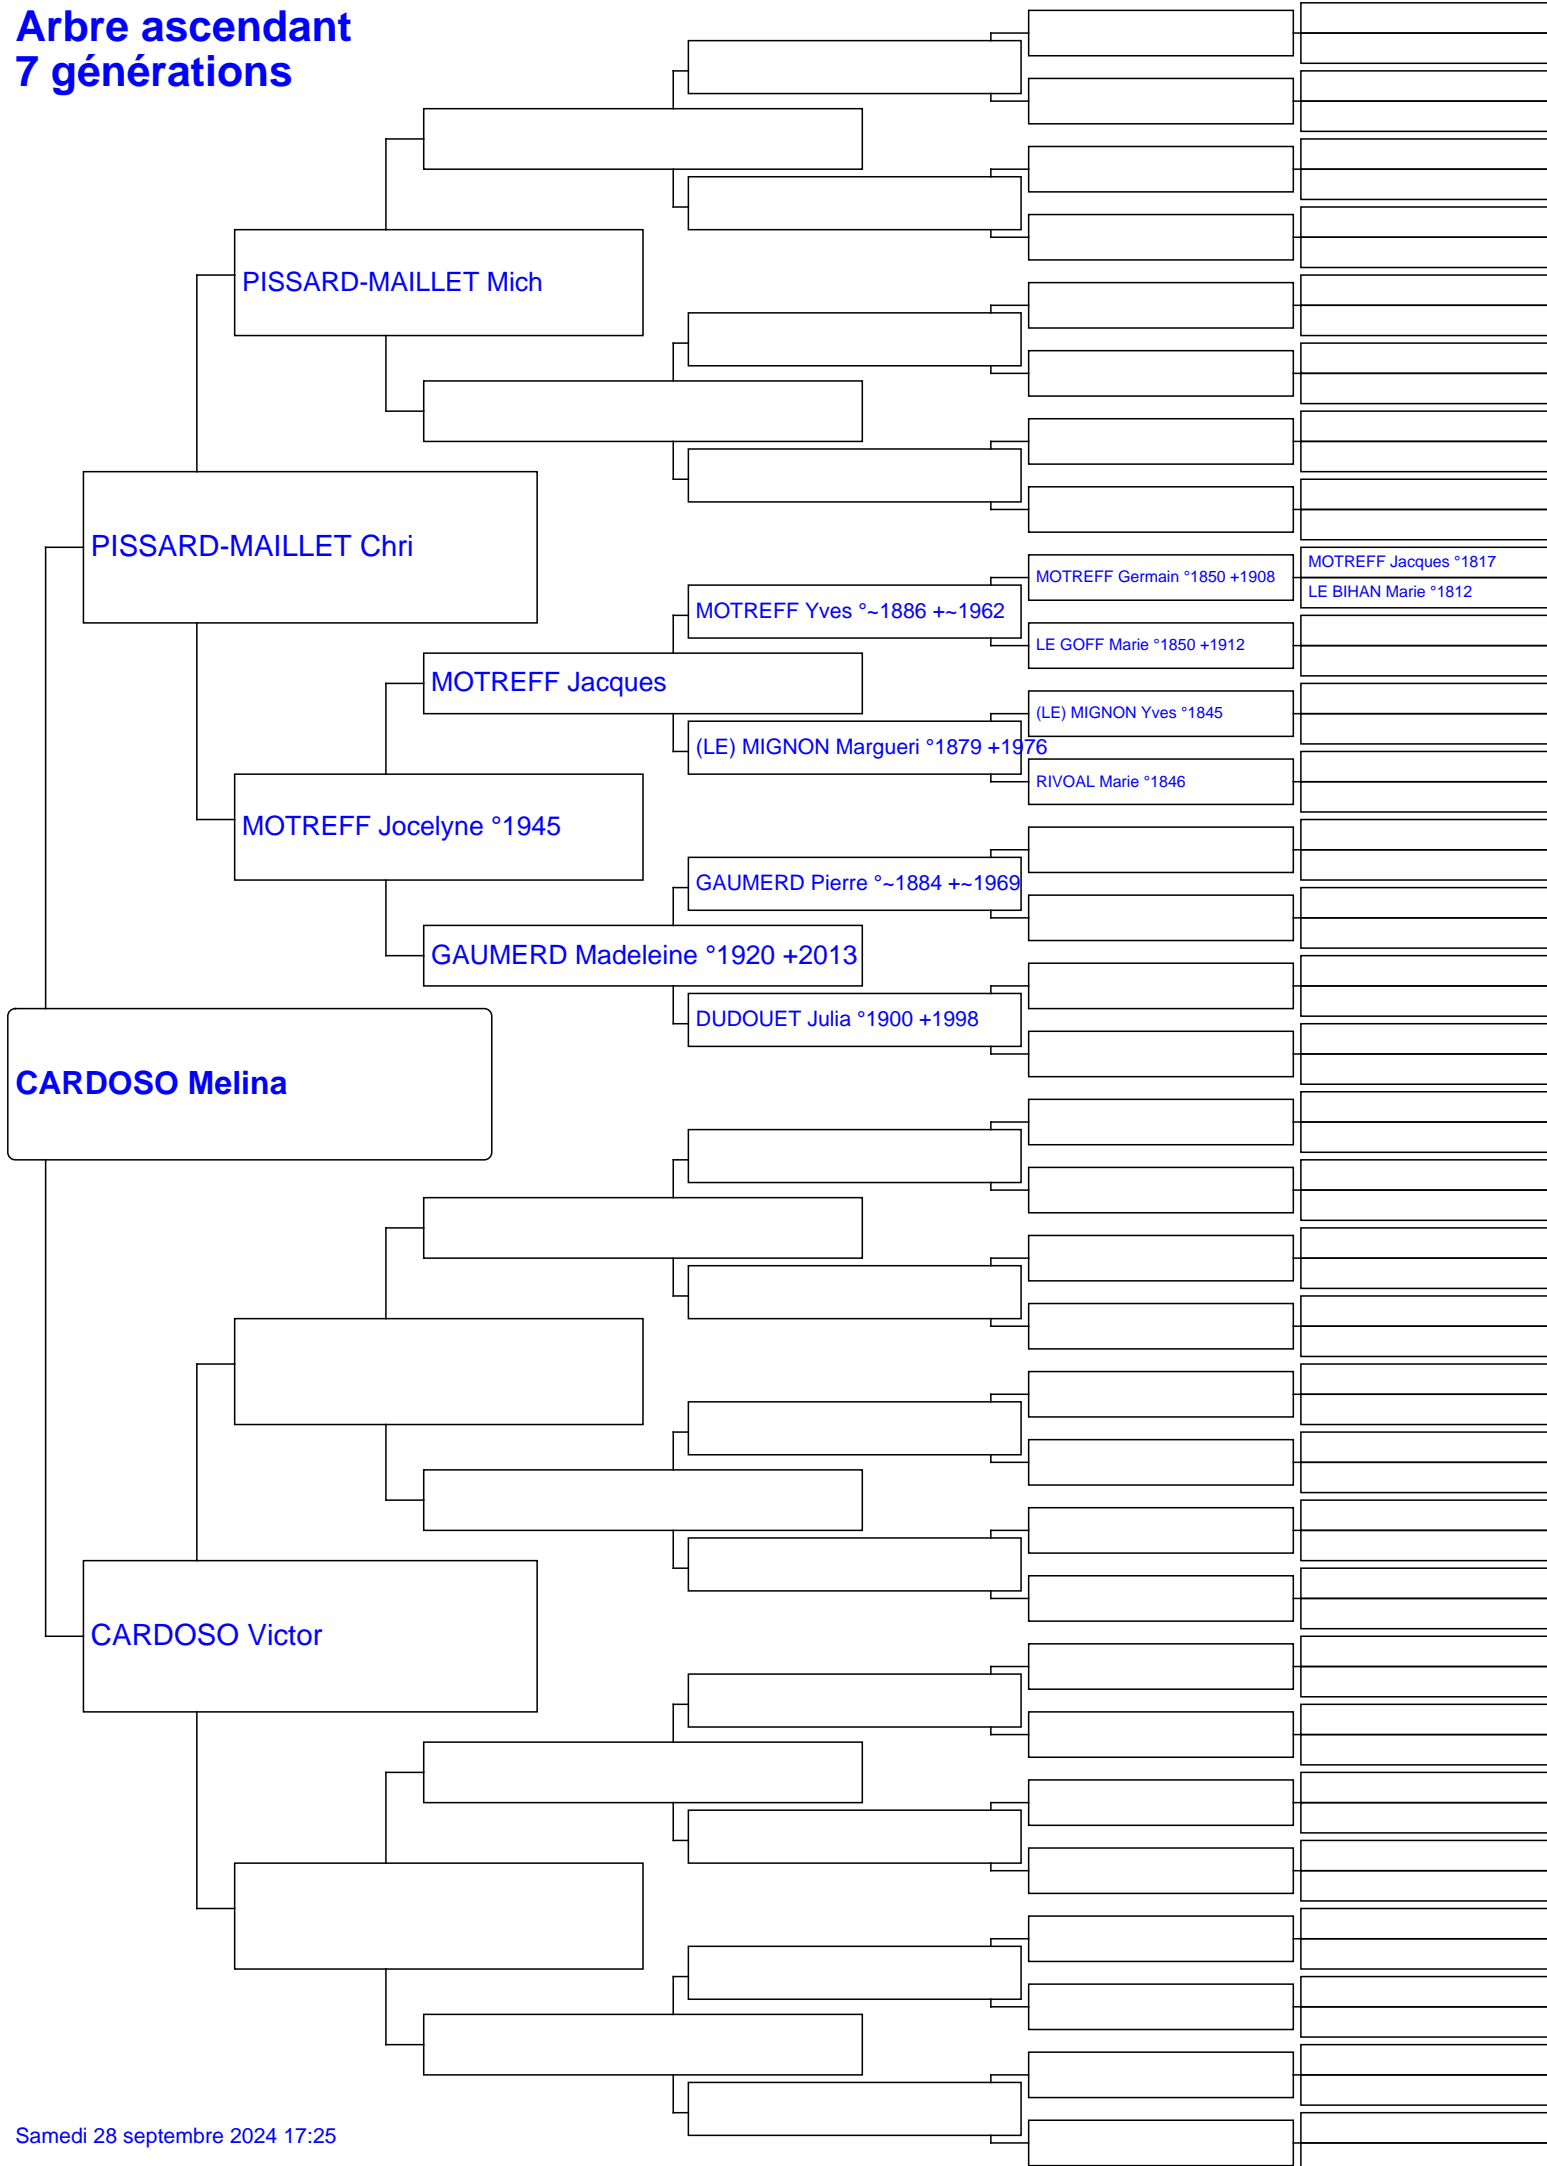 Arbre ascendant
7 générations
PISSARD-MAILLET Mich
PISSARD-MAILLET Chri
MOTREFF Germain °1850 +1908
MOTREFF Jacques °1817
LE BIHAN Marie °1812
MOTREFF Yves °~1886 +~1962
LE GOFF Marie °1850 +1912
MOTREFF Jacques
(LE) MIGNON Yves °1845
(LE) MIGNON Margueri °1879 +1976
RIVOAL Marie °1846
MOTREFF Jocelyne °1945
GAUMERD Pierre °~1884 +~1969
GAUMERD Madeleine °1920 +2013
DUDOUET Julia °1900 +1998
CARDOSO Melina
CARDOSO Victor
Samedi 28 septembre 2024 17:25